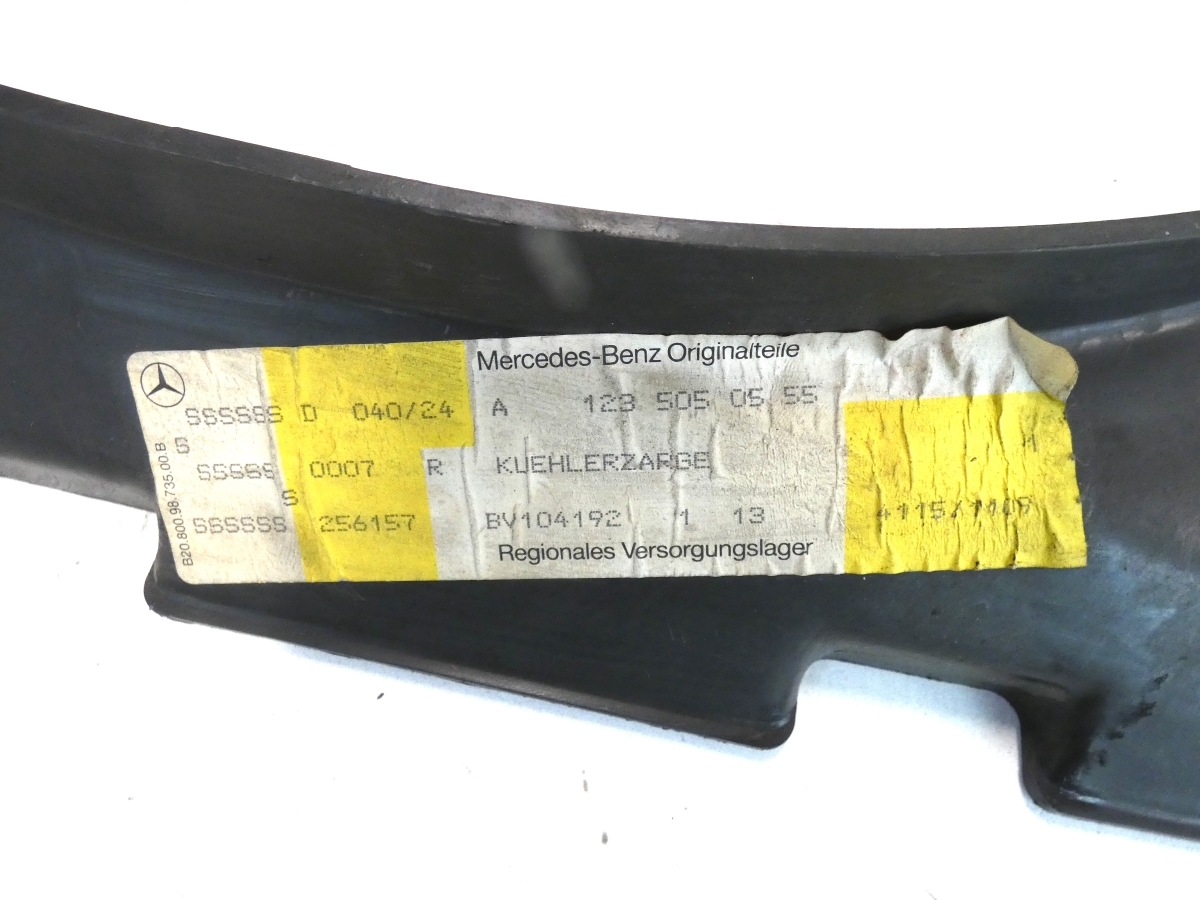 Mercedes-Benz Originalteile
SSSSSS D 040/24 A 123 505 05 55
S M
SSSSS 0007 R KUEHLERZARGE
S
SSSSSS 256157 BV104192 1 13
Regionales Versorgungslager
B20.800.98.735.00.B